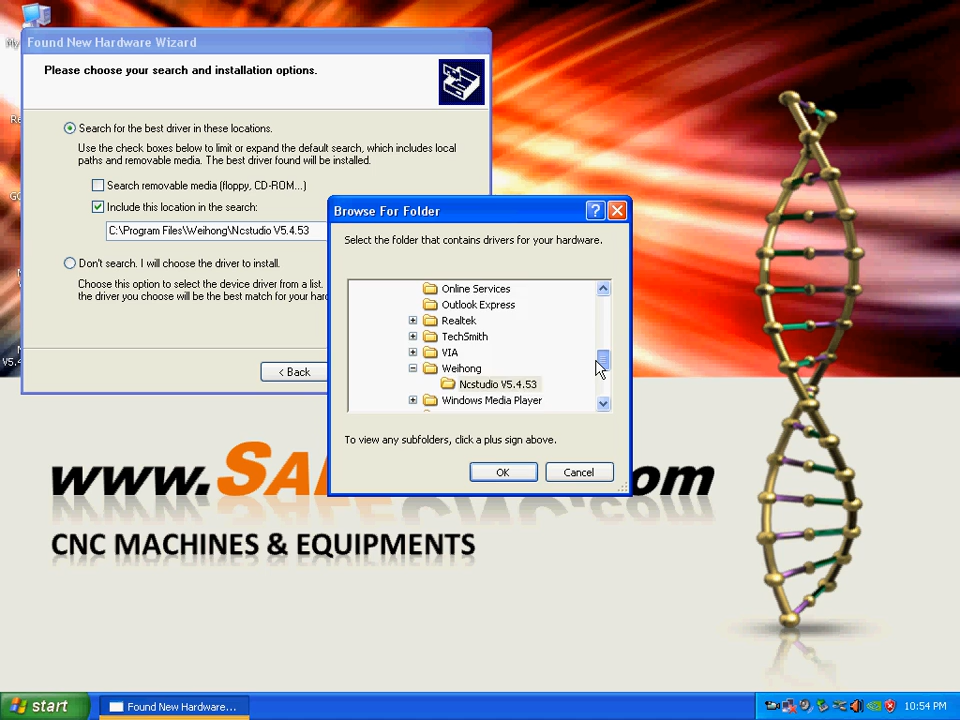 My
Found New Hardware Wizard
Please choose your search and installation options.
Search for the best driver in these locations.
Use the check boxes below to limit or expand the default search, which includes local
paths and removable media. The best driver found will be installed.
Search removable media (floppy, CD-ROM...)
Include this location in the search:
C:\Program Files\Weihong\Ncstudio V5.4.53
Don't search. I will choose the driver to install.
Choose this option to select the device driver from a list.
the driver you choose will be the best match for your
< Back
Browse For Folder
Select the folder that contains drivers for your hardware.
Online Services
Outlook Express
Realtek
TechSmith
VIA
Weihong
Ncstudio V5.4.53
Windows Media Player
To view any subfolders, click a plus sign above.
OK
Cancel
www.
.com
CNC MACHINES & EQUIPMENTS
start
Found New Hardware...
10:54 PM